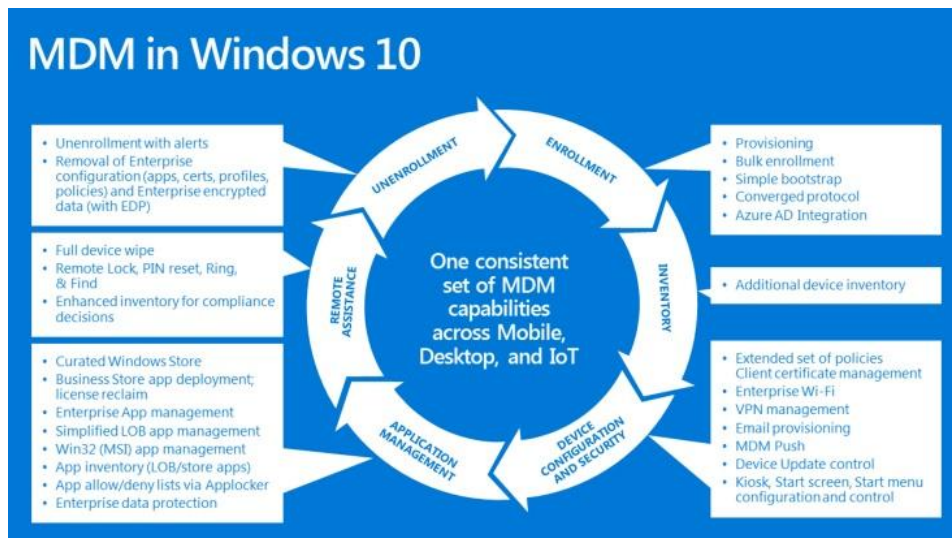 MDM in Windows 10
• Unenrollment with alerts
• Removal of Enterprise
configuration (apps, certs, profiles,
policies) and Enterprise encrypted
data (with EDP)
• Full device wipe
• Remote Lock, PIN reset, Ring,
& Find
• Enhanced inventory for compliance
decisions
• Curated Windows Store
• Business Store app deployment;
license reclaim
• Enterprise App management
• Simplified LOB app management
• Win32 (MSI) app management
• App inventory (LOB/store apps)
• App allow/deny lists via Applocker
• Enterprise data protection
UNENROLLMENT
ENROLLMENT
INVENTORY
DEVICE
CONFIGURATION
AND SECURITY
APPLICATION
MANAGEMENT
REMOTE
ASSISTANCE
One consistent
set of MDM
capabilities
across Mobile,
Desktop, and IoT
• Provisioning
• Bulk enrollment
• Simple bootstrap
• Converged protocol
• Azure AD Integration
• Additional device inventory
• Extended set of policies
Client certificate management
• Enterprise Wi-Fi
• VPN management
• Email provisioning
• MDM Push
• Device Update control
• Kiosk, Start screen, Start menu
configuration and control